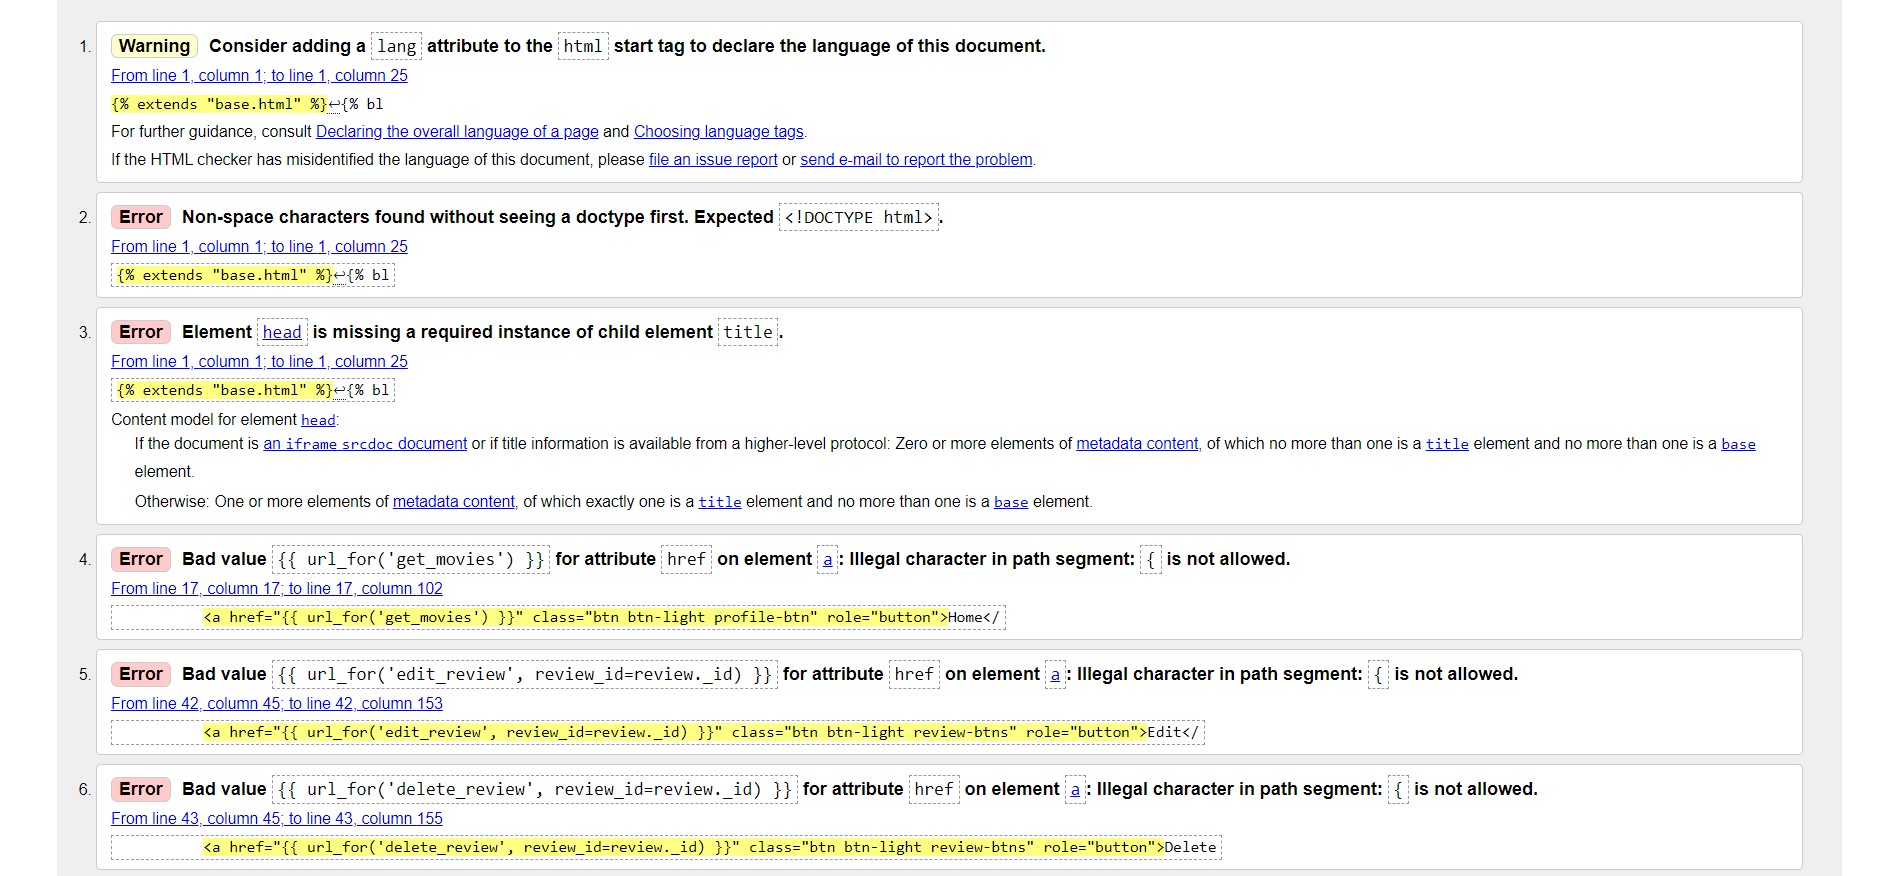 1. Warning Consider adding a lang attribute to the html start tag to declare the language of this document.
From line 1, column 1; to line 1, column 25
{% extends "base.html" %}↩{% bl
For further guidance, consult Declaring the overall language of a page and Choosing language tags.
If the HTML checker has misidentified the language of this document, please file an issue report or send e-mail to report the problem.
2. Error Non-space characters found without seeing a doctype first. Expected <!DOCTYPE html>.
From line 1, column 1; to line 1, column 25
{% extends "base.html" %}↩{% bl
3. Error Element head is missing a required instance of child element title.
From line 1, column 1; to line 1, column 25
{% extends "base.html" %}↩{% bl
Content model for element head:
If the document is an iframe srcdoc document or if title information is available from a higher-level protocol: Zero or more elements of metadata content, of which no more than one is a title element and no more than one is a base
element.
Otherwise: One or more elements of metadata content, of which exactly one is a title element and no more than one is a base element.
4. Error Bad value {{ url_for('get_movies') }} for attribute href on element a: Illegal character in path segment: { is not allowed.
From line 17, column 17; to line 17, column 102
<a href="{{ url_for('get_movies') }}" class="btn btn-light profile-btn" role="button">Home</
5. Error Bad value {{ url_for('edit_review', review_id=review._id) }} for attribute href on element a: Illegal character in path segment: { is not allowed.
From line 42, column 45; to line 42, column 153
<a href="{{ url_for('edit_review', review_id=review._id) }}" class="btn btn-light review-btns" role="button">Edit</
6. Error Bad value {{ url_for('delete_review', review_id=review._id) }} for attribute href on element a: Illegal character in path segment: { is not allowed.
From line 43, column 45; to line 43, column 155
<a href="{{ url_for('delete_review', review_id=review._id) }}" class="btn btn-light review-btns" role="button">Delete